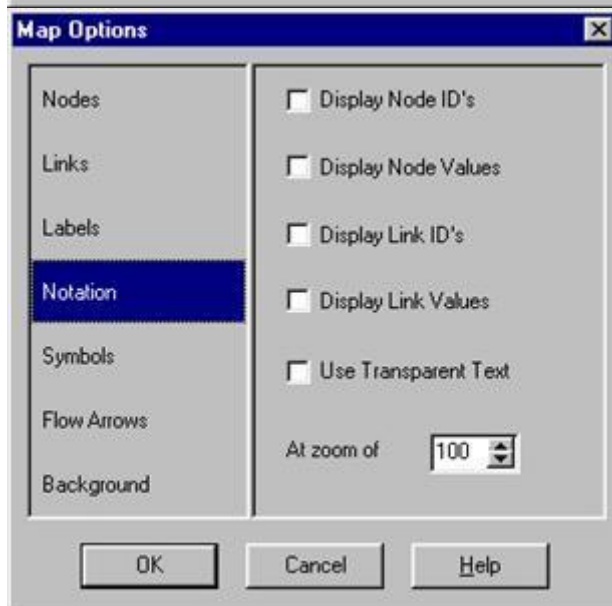 Map Options
Nodes
Links
Labels
Notation
Symbols
Flow Arrows
Background
Display Node ID's
Display Node Values
Display Link ID's
Display Link Values
Use Transparent Text
At zoom of 100
OK Cancel Help